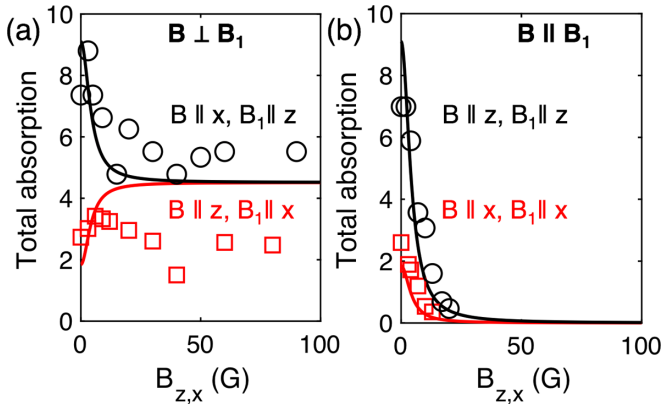 (a)
B ⊥ B₁
Total absorption
10
8
6
4
2
0
B ∥ x, B₁∥ z
B ∥ z, B₁∥ x
0
50
100
B_z,x (G)
(b)
B ∥ B₁
Total absorption
10
8
6
4
2
0
B ∥ z, B₁∥ z
B ∥ x, B₁∥ x
0
50
100
B_z,x (G)